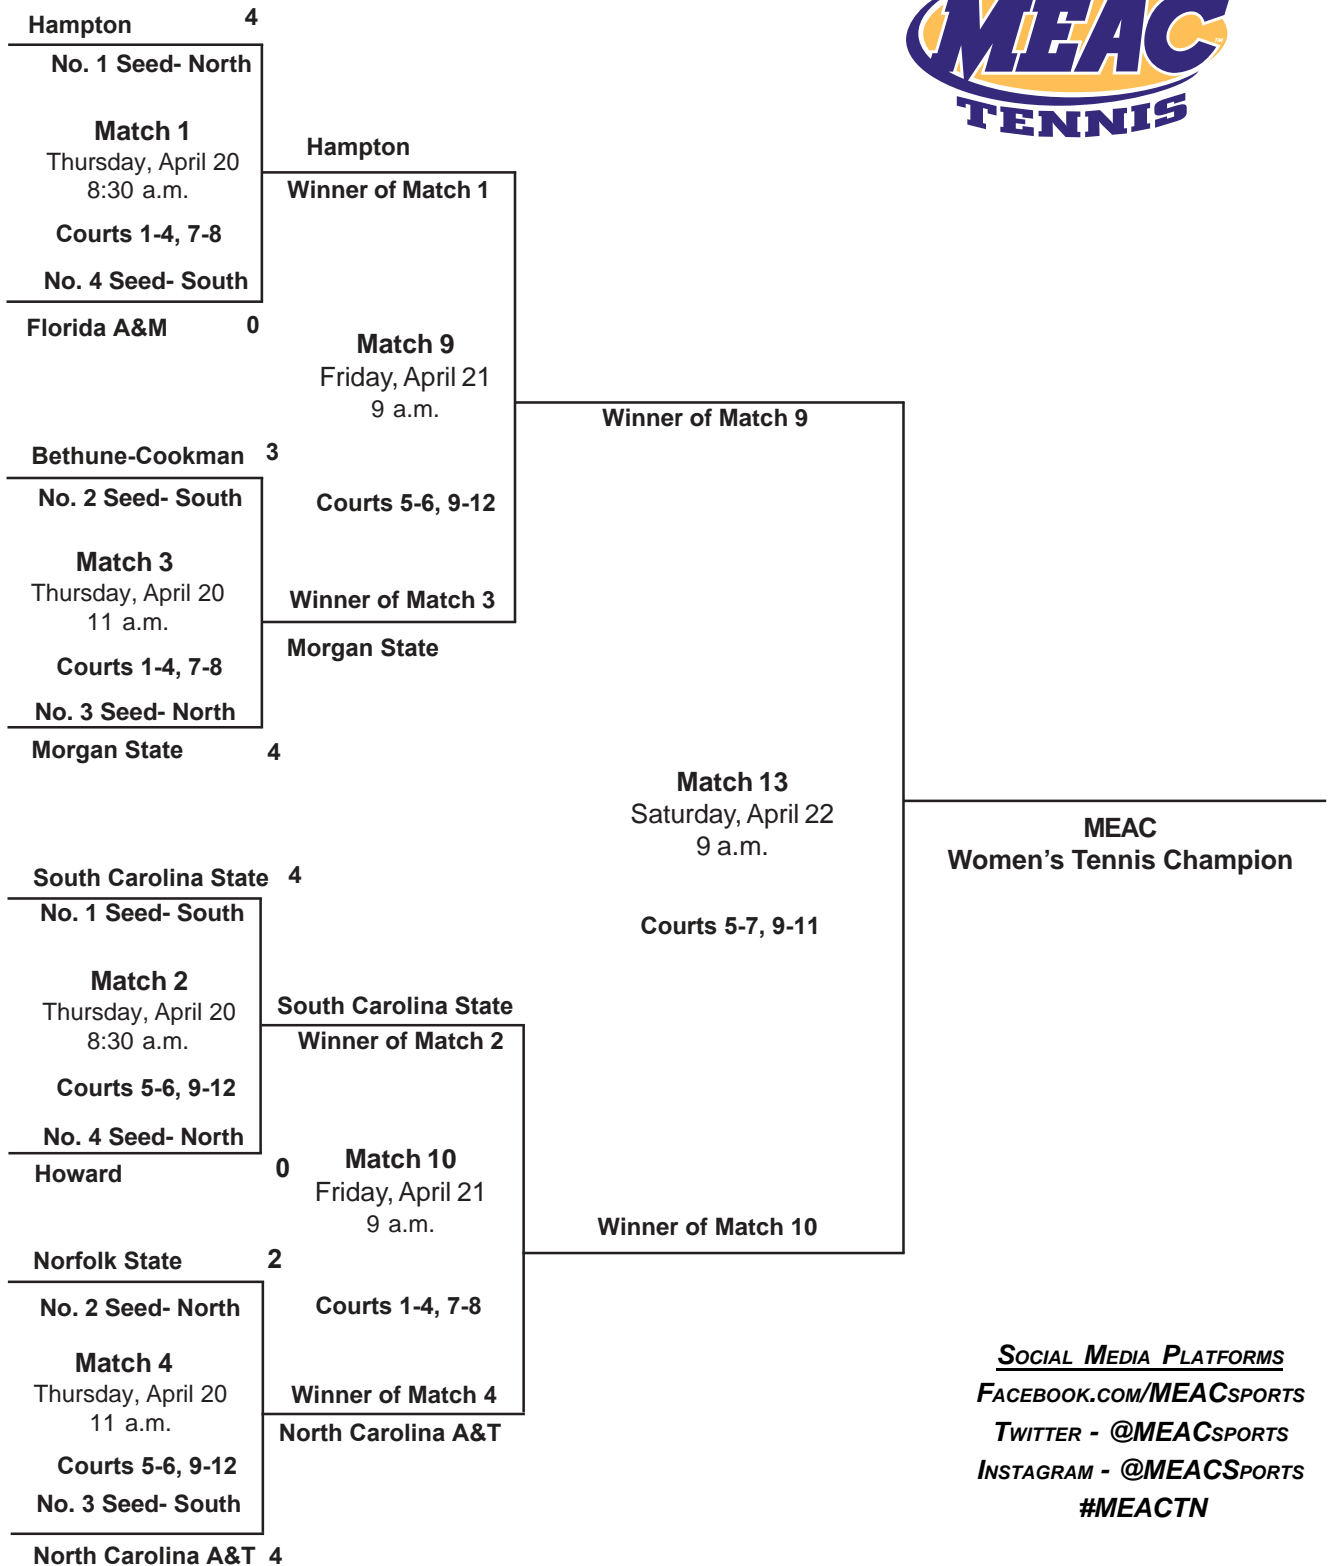 MEAC
TENNIS
Hampton 4
No. 1 Seed- North
Match 1
Thursday, April 20
8:30 a.m.
Courts 1-4, 7-8
No. 4 Seed- South
Florida A&M 0
Hampton
Winner of Match 1
Match 9
Friday, April 21
9 a.m.
Courts 5-6, 9-12
Winner of Match 3
Morgan State
Bethune-Cookman 3
No. 2 Seed- South
Match 3
Thursday, April 20
11 a.m.
Courts 1-4, 7-8
No. 3 Seed- North
Morgan State 4
Winner of Match 9
Match 13
Saturday, April 22
9 a.m.
Courts 5-7, 9-11
Winner of Match 10
MEAC
Women's Tennis Champion
South Carolina State 4
No. 1 Seed- South
Match 2
Thursday, April 20
8:30 a.m.
Courts 5-6, 9-12
No. 4 Seed- North
Howard 0
South Carolina State
Winner of Match 2
Match 10
Friday, April 21
9 a.m.
Courts 1-4, 7-8
Winner of Match 4
North Carolina A&T
Norfolk State 2
No. 2 Seed- North
Match 4
Thursday, April 20
11 a.m.
Courts 5-6, 9-12
No. 3 Seed- South
North Carolina A&T 4
Social Media Platforms
Facebook.com/MEACsports
Twitter - @MEACsports
Instagram - @MEACSports
#MEACTN